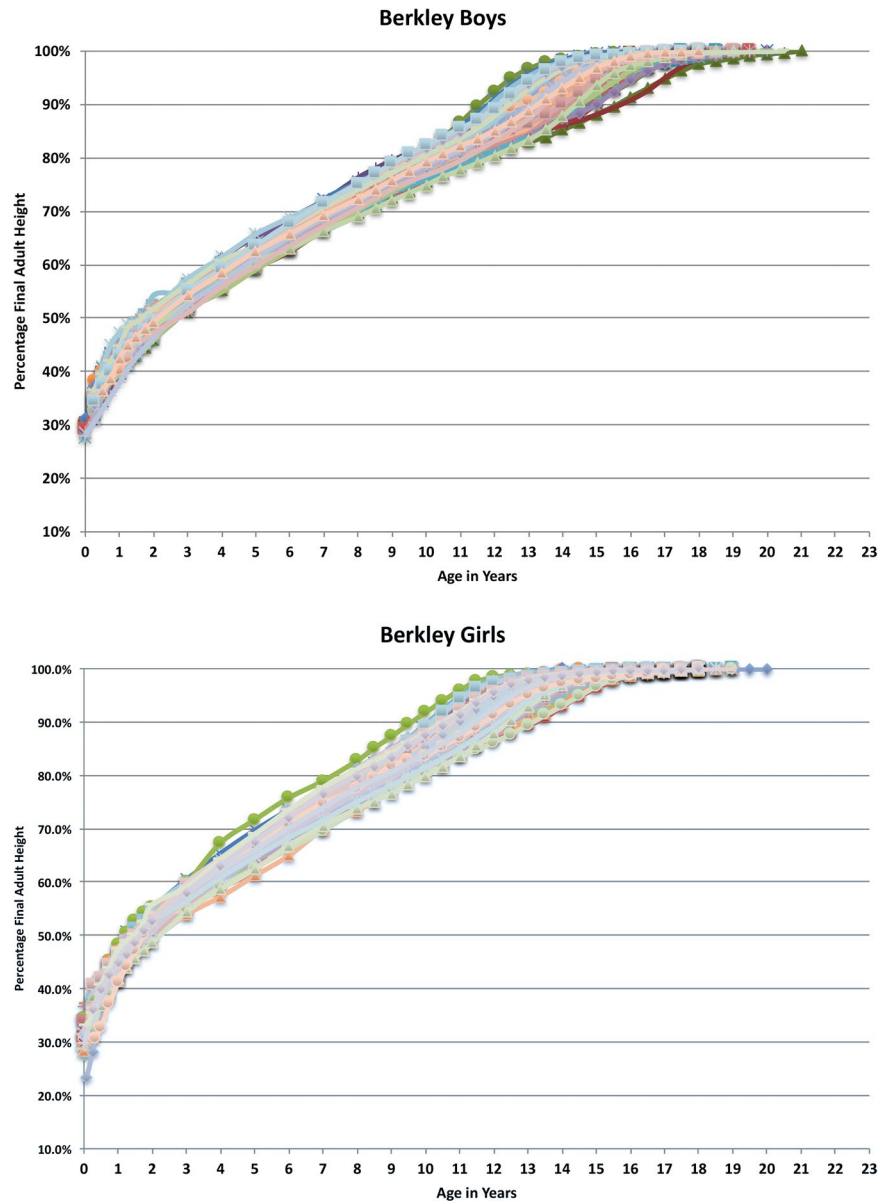 Berkley Boys
Percentage Final Adult Height
100%
90%
80%
70%
60%
50%
40%
30%
20%
10%
0 1 2 3 4 5 6 7 8 9 10 11 12 13 14 15 16 17 18 19 20 21 22 23
Age in Years
Berkley Girls
Percentage Final Adult Height
100.0%
90.0%
80.0%
70.0%
60.0%
50.0%
40.0%
30.0%
20.0%
10.0%
0 1 2 3 4 5 6 7 8 9 10 11 12 13 14 15 16 17 18 19 20 21 22 23
Age in Years